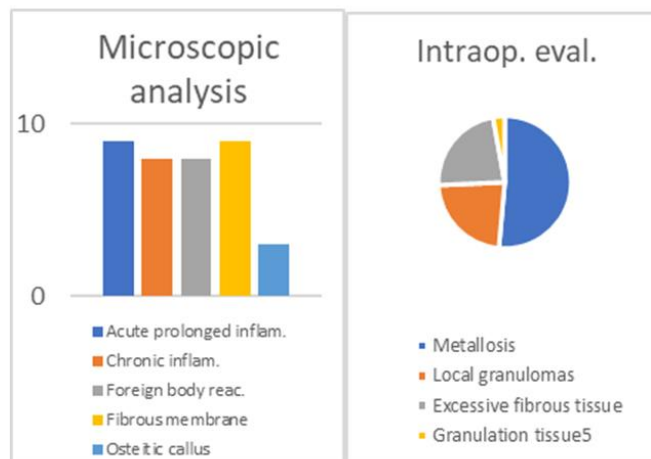 Microscopic
analysis
10
0
Acute prolonged inflam.
Chronic inflam.
Foreign body reac.
Fibrous membrane
Osteitic callus
Intraop. eval.
Metallosis
Local granulomas
Excessive fibrous tissue
Granulation tissue5